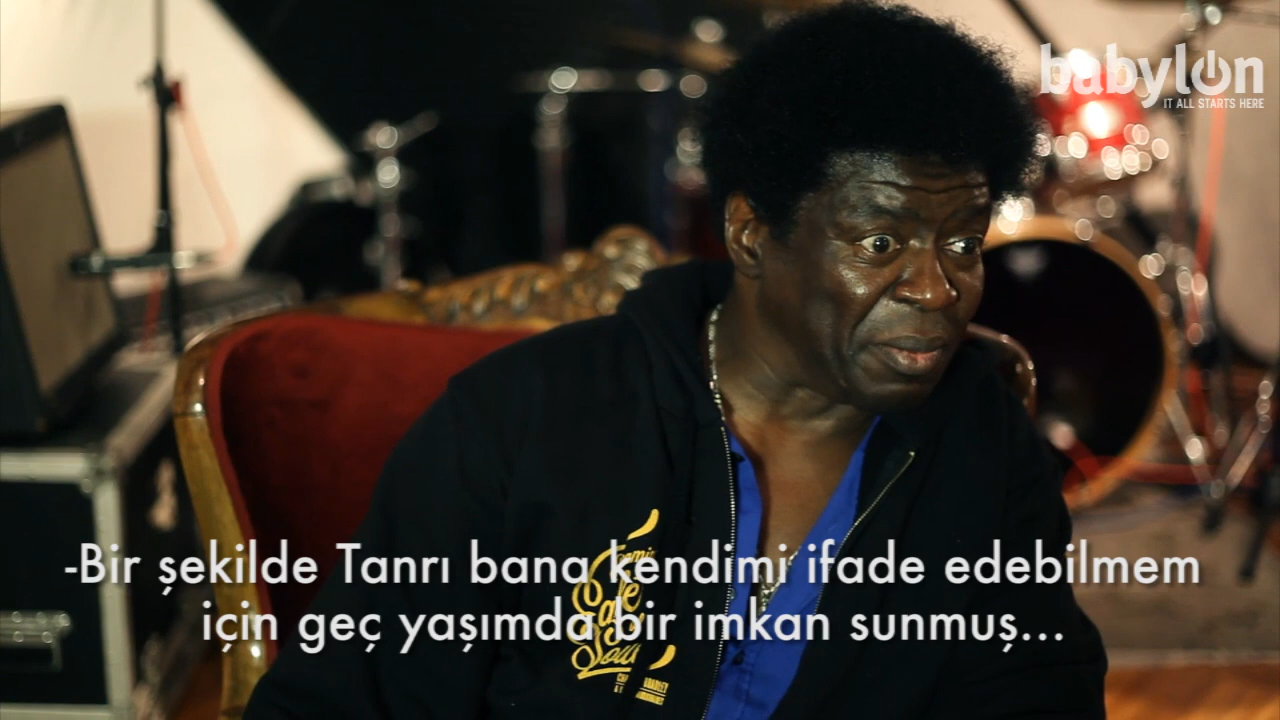 babylon
IT ALL STARTS HERE
-Bir şekilde Tanrı bana kendimi ifade edebilmem
için geç yaşımda bir imkan sunmuş...